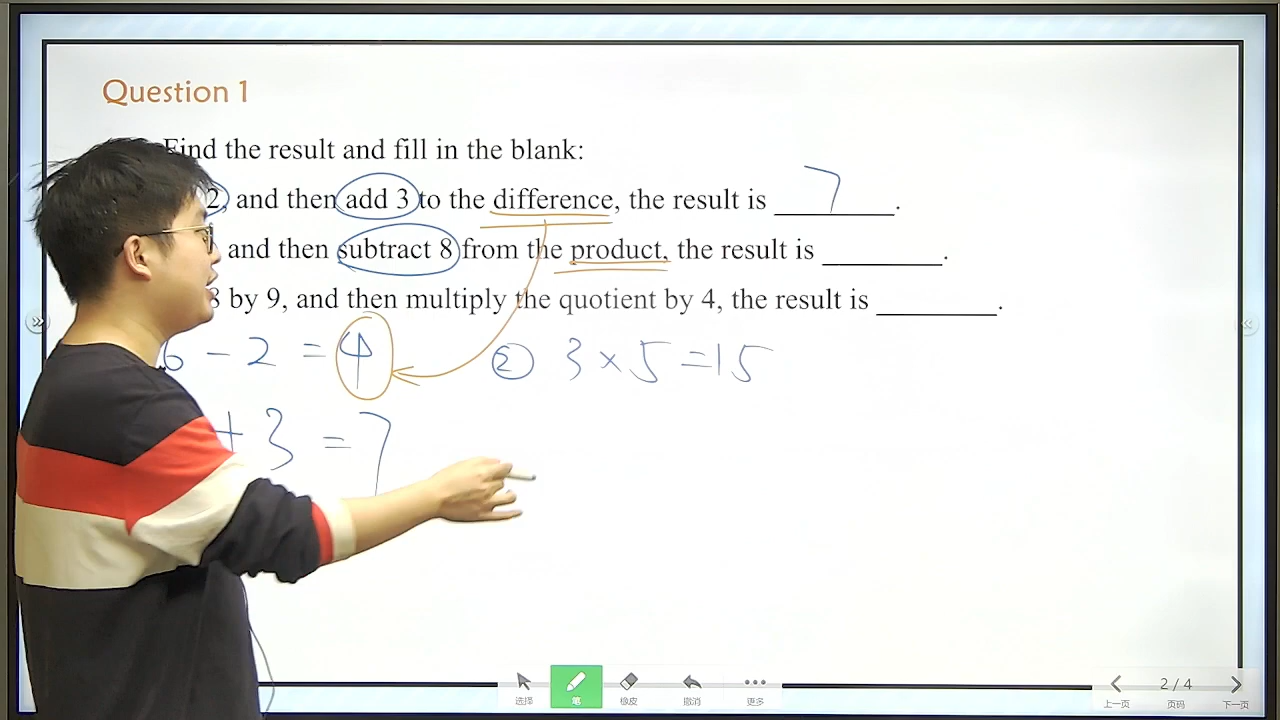 Question 1
Find the result and fill in the blank:
2, and then add 3 to the difference, the result is 7.
and then subtract 8 from the product, the result is ________.
8 by 9, and then multiply the quotient by 4, the result is ________.
6 - 2 = 4 ② 3 × 5 = 15
+ 3 = 7
选择 笔 橡皮 撤消 更多
2 / 4
上一页 页码 下一页